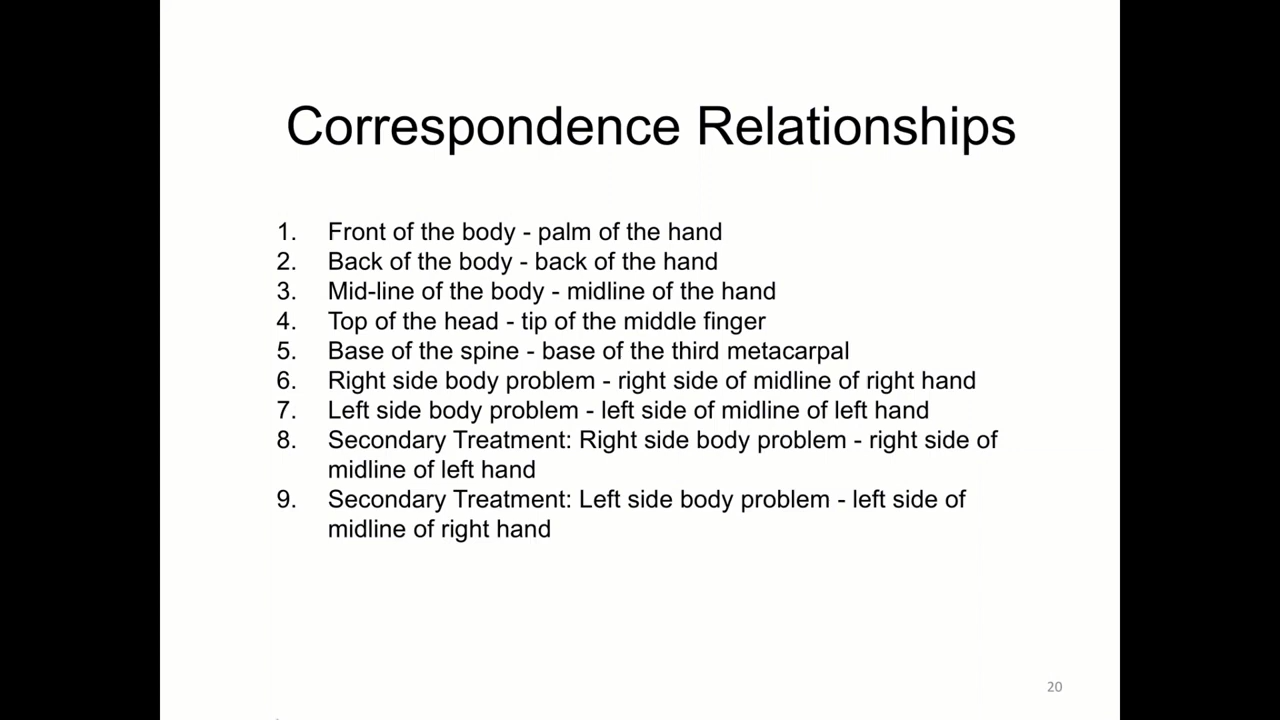 Correspondence Relationships
1. Front of the body - palm of the hand
2. Back of the body - back of the hand
3. Mid-line of the body - midline of the hand
4. Top of the head - tip of the middle finger
5. Base of the spine - base of the third metacarpal
6. Right side body problem - right side of midline of right hand
7. Left side body problem - left side of midline of left hand
8. Secondary Treatment: Right side body problem - right side of
midline of left hand
9. Secondary Treatment: Left side body problem - left side of
midline of right hand
20